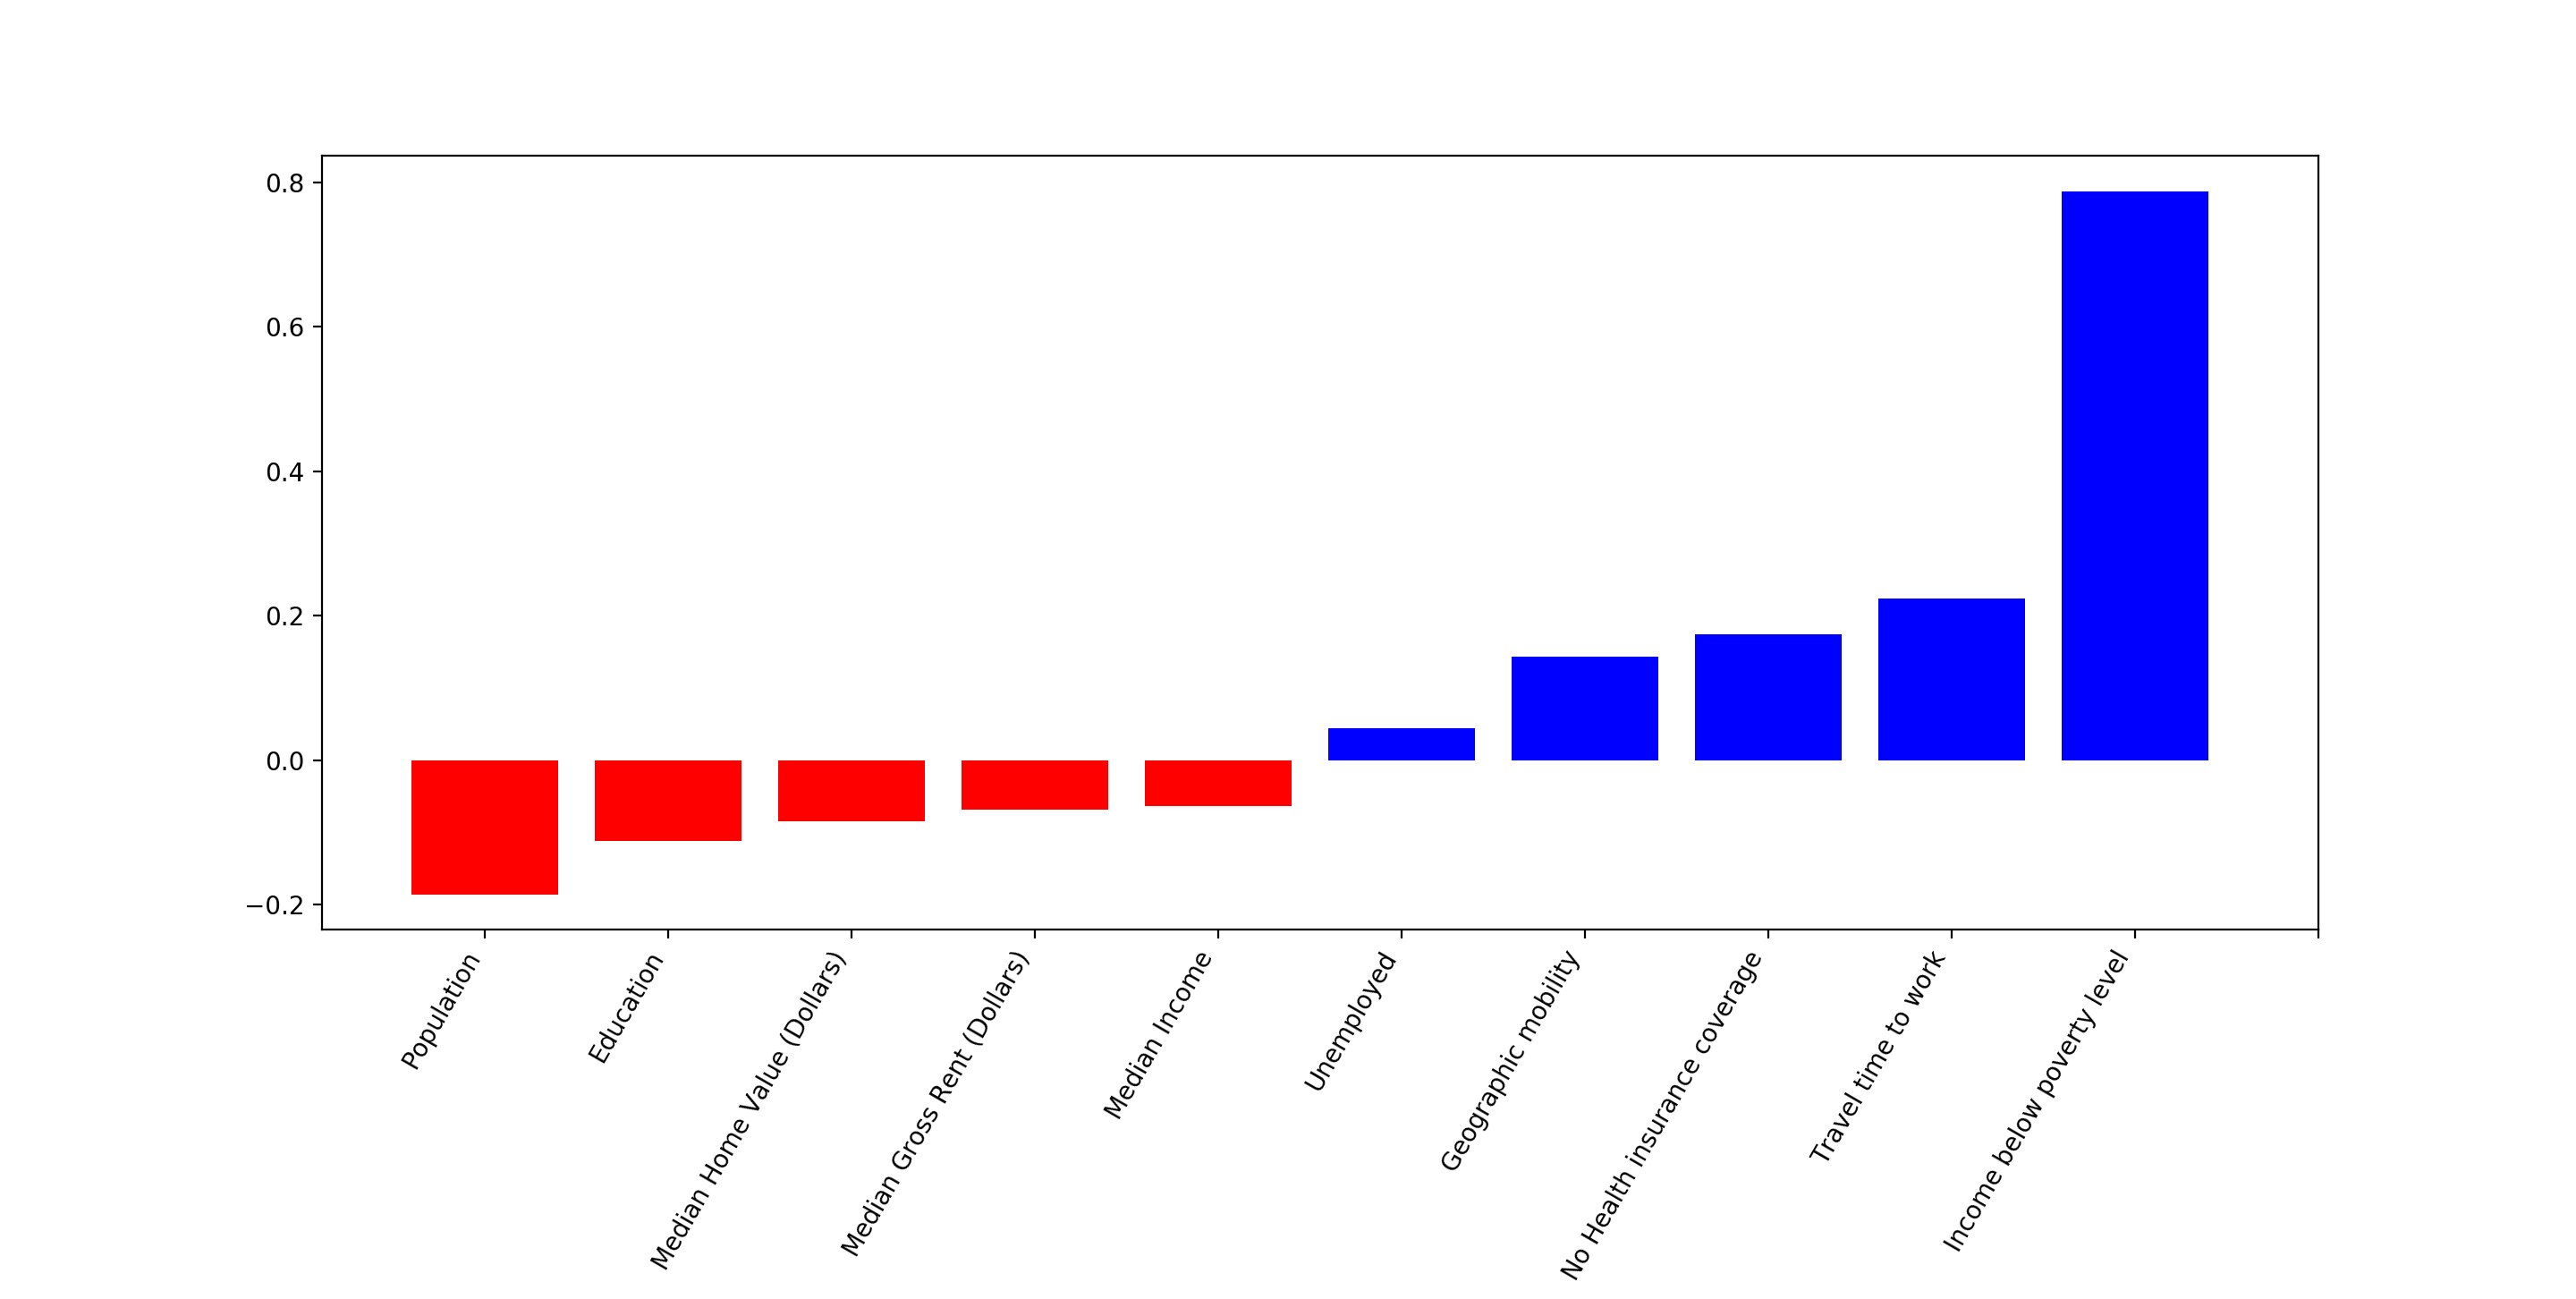 0.8
0.6
0.4
0.2
0.0
−0.2
Population
Education
Median Home Value (Dollars)
Median Gross Rent (Dollars)
Median Income
Unemployed
Geographic mobility
No Health insurance coverage
Travel time to work
Income below poverty level